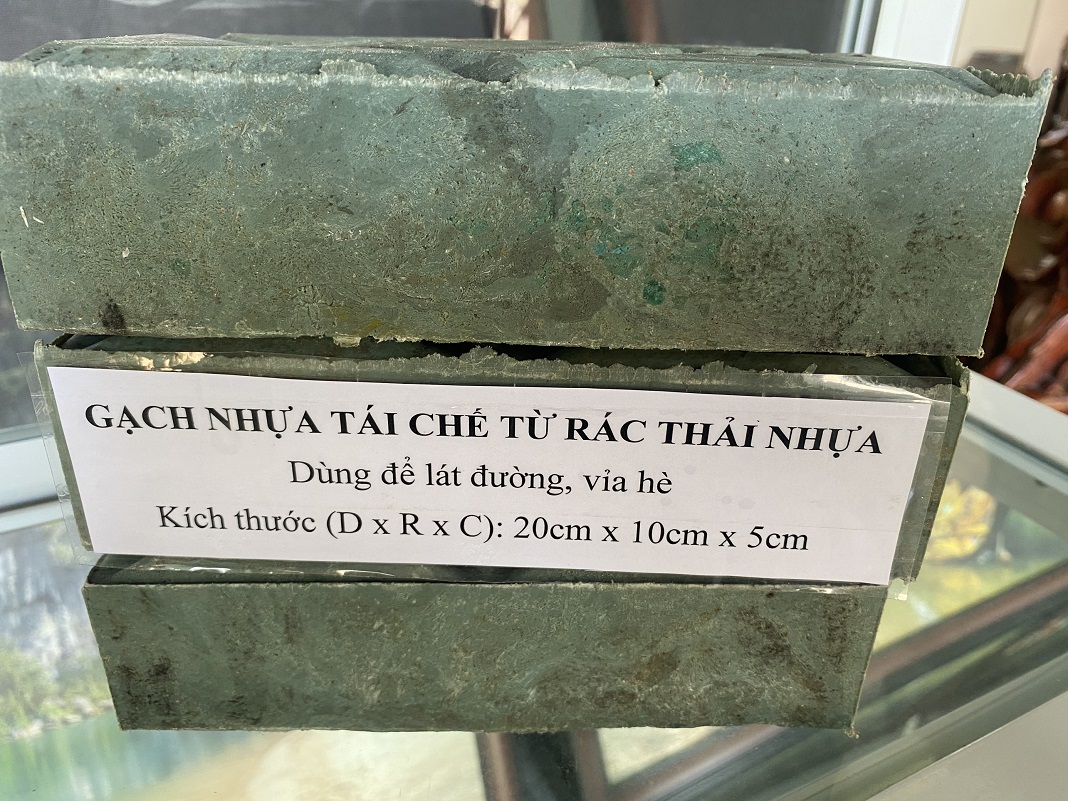 GẠCH NHỰA TÁI CHẾ TỪ RÁC THẢI NHỰA
Dùng để lát đường, vỉa hè
Kích thước (D x R x C): 20cm x 10cm x 5cm